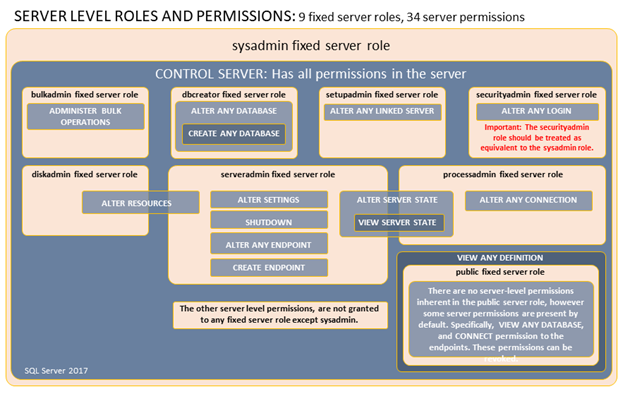 SERVER LEVEL ROLES AND PERMISSIONS: 9 fixed server roles, 34 server permissions
sysadmin fixed server role
CONTROL SERVER: Has all permissions in the server
bulkadmin fixed server role
ADMINISTER BULK
OPERATIONS
dbcreator fixed server role
ALTER ANY DATABASE
CREATE ANY DATABASE
setupadmin fixed server role
ALTER ANY LINKED SERVER
securityadmin fixed server role
ALTER ANY LOGIN
Important: The securityadmin
role should be treated as
equivalent to the sysadmin role.
diskadmin fixed server role
ALTER RESOURCES
serveradmin fixed server role
ALTER SETTINGS
SHUTDOWN
ALTER ANY ENDPOINT
CREATE ENDPOINT
ALTER SERVER STATE
VIEW SERVER STATE
processadmin fixed server role
ALTER ANY CONNECTION
VIEW ANY DEFINITION
public fixed server role
There are no server-level permissions
inherent in the public server role, however
some server permissions are present by
default. Specifically, VIEW ANY DATABASE,
and CONNECT permission to the
endpoints. These permissions can be
revoked.
The other server level permissions, are not granted
to any fixed server role except sysadmin.
SQL Server 2017